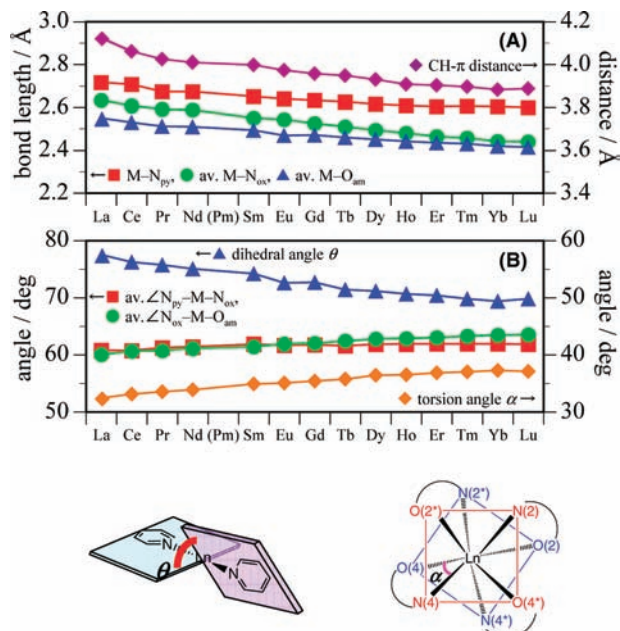 (A)
bond length / Å
3.0
2.8
2.6
2.4
2.2
4.2
4.0
3.8
3.6
3.4
distance / Å
CH-π distance→
←■ M–Npy, ● av. M–Nox, ▲ av. M–Oam
La Ce Pr Nd (Pm) Sm Eu Gd Tb Dy Ho Er Tm Yb Lu
(B)
angle / deg
80
70
60
50
60
50
40
30
angle / deg
←▲ dihedral angle θ
←■ av.∠Npy–M–Nox,
● av.∠Nox–M–Oam
torsion angle α→
La Ce Pr Nd (Pm) Sm Eu Gd Tb Dy Ho Er Tm Yb Lu
N
Ln
θ
N
N(2*)
O(2*) N(2)
O(2)
Ln
O(4)
α
N(4) O(4*)
N(4*)